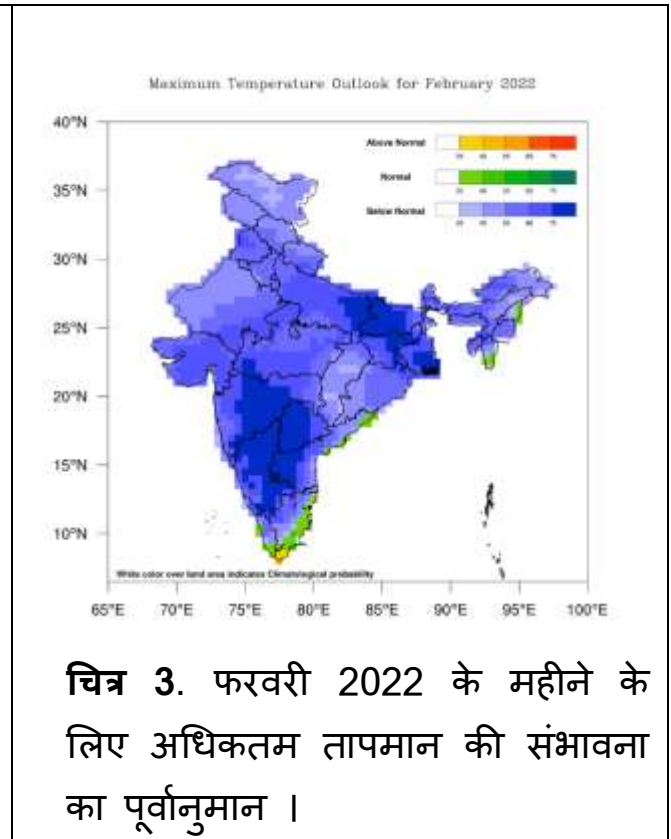 Maximum Temperature Outlook for February 2022
40°N
35°N
30°N
25°N
20°N
15°N
10°N
Above Normal
Normal
Below Normal
White color over land area indicates Climatological probability
65°E 70°E 75°E 80°E 85°E 90°E 95°E 100°E
चित्र 3. फरवरी 2022 के महीने के
लिए अधिकतम तापमान की संभावना
का पूर्वानुमान ।